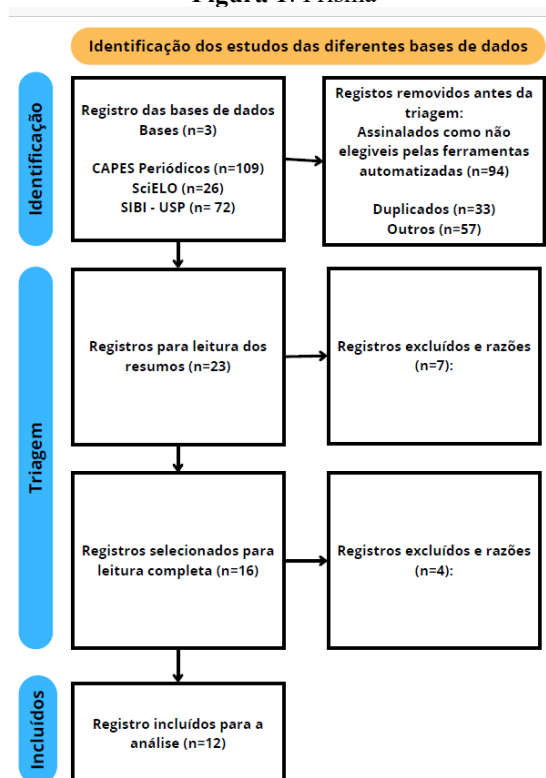 Figura 1: Prisma
Identificação dos estudos das diferentes bases de dados
Identificação
Registro das bases de dados
Bases (n=3)
CAPES Periódicos (n=109)
SciELO (n=26)
SIBI - USP (n= 72)
Registos removidos antes da
triagem:
Assinalados como não
elegiveis pelas ferramentas
automatizadas (n=94)
Duplicados (n=33)
Outros (n=57)
Triagem
Registros para leitura dos
resumos (n=23)
Registros excluídos e razões
(n=7):
Registros selecionados para
leitura completa (n=16)
Registros excluídos e razões
(n=4):
Incluídos
Registro incluídos para a
análise (n=12)